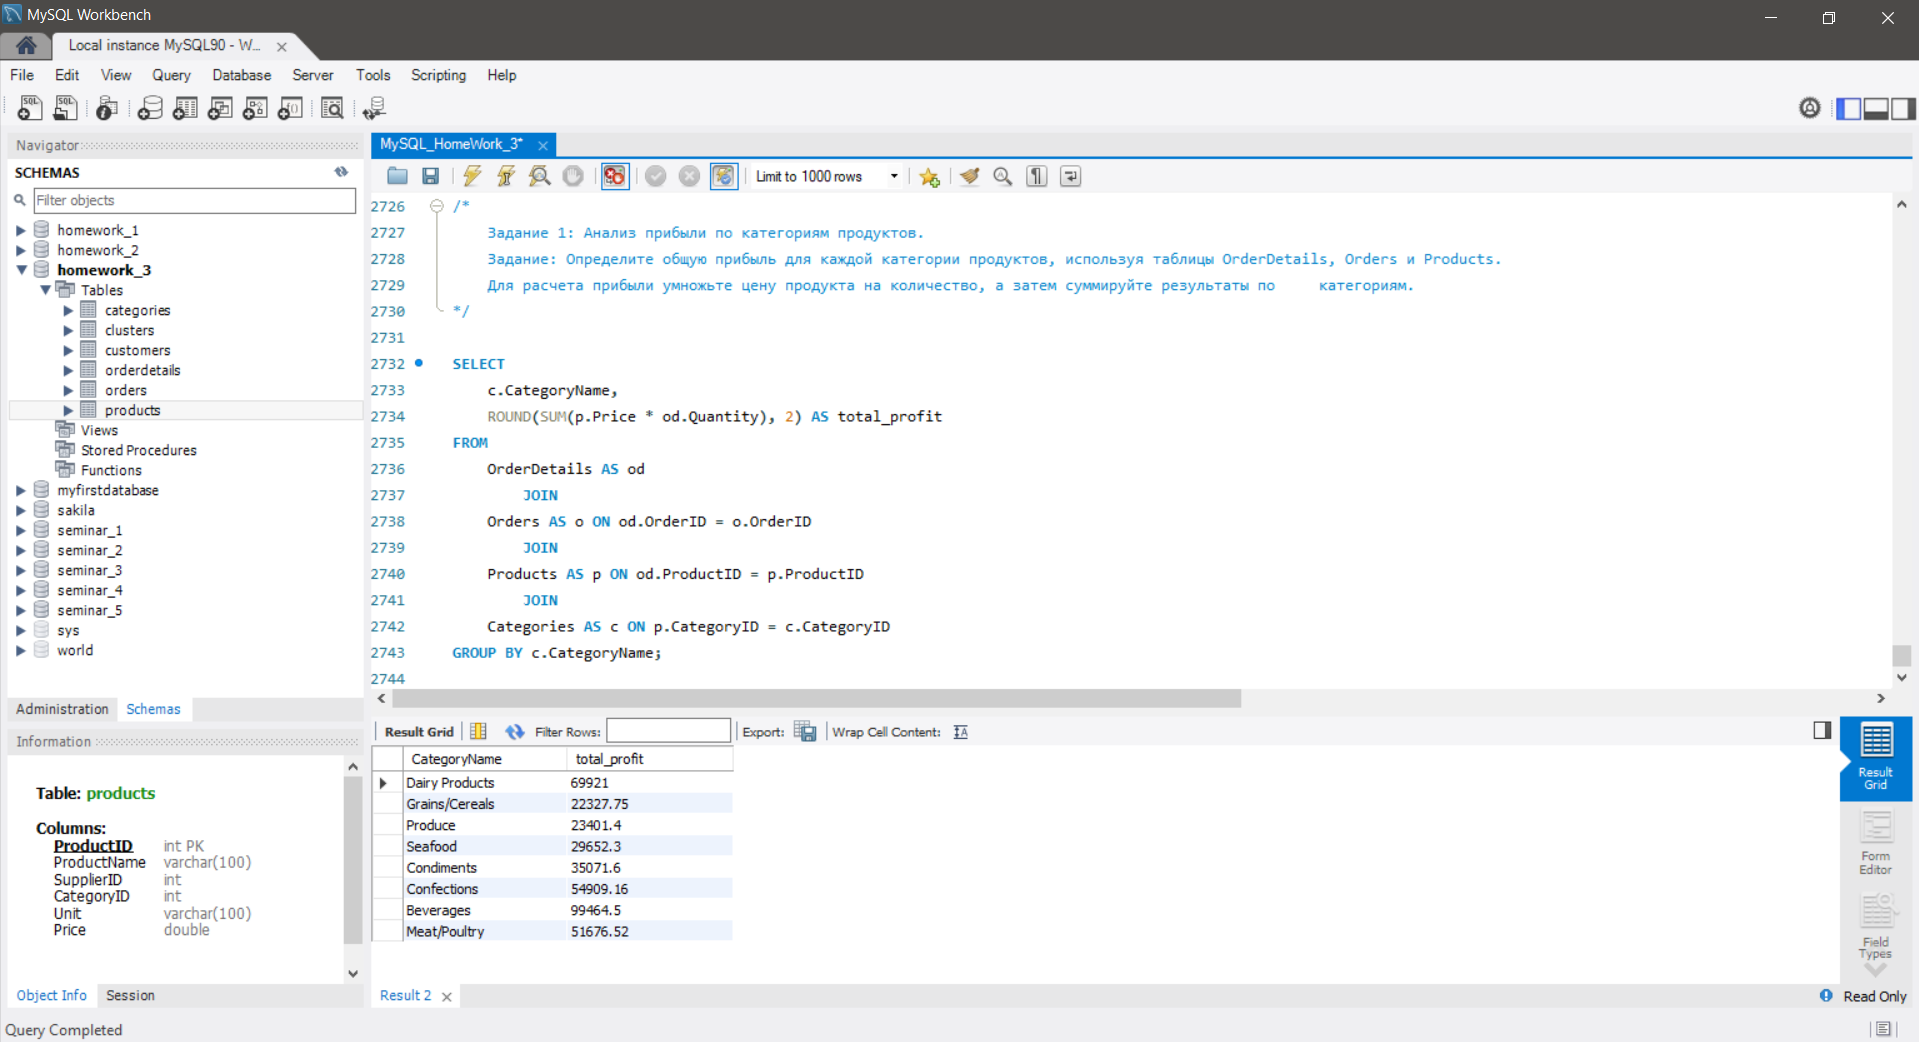 MySQL Workbench
Local instance MySQL90 - W...
File Edit View Query Database Server Tools Scripting Help
Navigator
SCHEMAS
Filter objects
homework_1
homework_2
homework_3
Tables
categories
clusters
customers
orderdetails
orders
products
Views
Stored Procedures
Functions
myfirstdatabase
sakila
seminar_1
seminar_2
seminar_3
seminar_4
seminar_5
sys
world
Administration Schemas
Information
Table: products
Columns:
ProductID int PK
ProductName varchar(100)
SupplierID int
CategoryID int
Unit varchar(100)
Price double
Object Info Session
Query Completed
MySQL_HomeWork_3*
Limit to 1000 rows
2726 /*
2727 Задание 1: Анализ прибыли по категориям продуктов.
2728 Задание: Определите общую прибыль для каждой категории продуктов, используя таблицы OrderDetails, Orders и Products.
2729 Для расчета прибыли умножьте цену продукта на количество, а затем суммируйте результаты по категориям.
2730 */
2731
2732 SELECT
2733 c.CategoryName,
2734 ROUND(SUM(p.Price * od.Quantity), 2) AS total_profit
2735 FROM
2736 OrderDetails AS od
2737 JOIN
2738 Orders AS o ON od.OrderID = o.OrderID
2739 JOIN
2740 Products AS p ON od.ProductID = p.ProductID
2741 JOIN
2742 Categories AS c ON p.CategoryID = c.CategoryID
2743 GROUP BY c.CategoryName;
2744
Result Grid Filter Rows: Export: Wrap Cell Content:
CategoryName total_profit
Dairy Products 69921
Grains/Cereals 22327.75
Produce 23401.4
Seafood 29652.3
Condiments 35071.6
Confections 54909.16
Beverages 99464.5
Meat/Poultry 51676.52
Result
Grid
Form
Editor
Field
Types
Result 2
Read Only